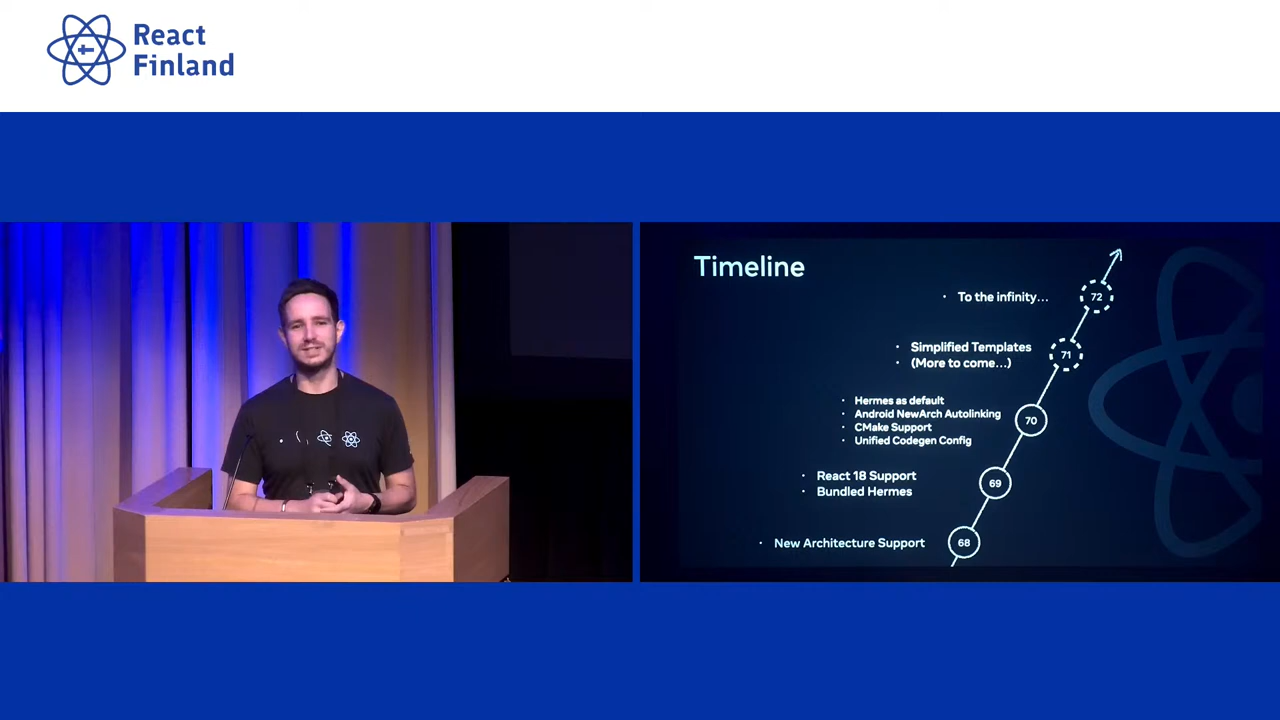 React
Finland
Timeline
• To the infinity...
72
• Simplified Templates
• (More to come...)
71
• Hermes as default
• Android NewArch Autolinking
• CMake Support
• Unified Codegen Config
70
• React 18 Support
• Bundled Hermes
69
• New Architecture Support
68